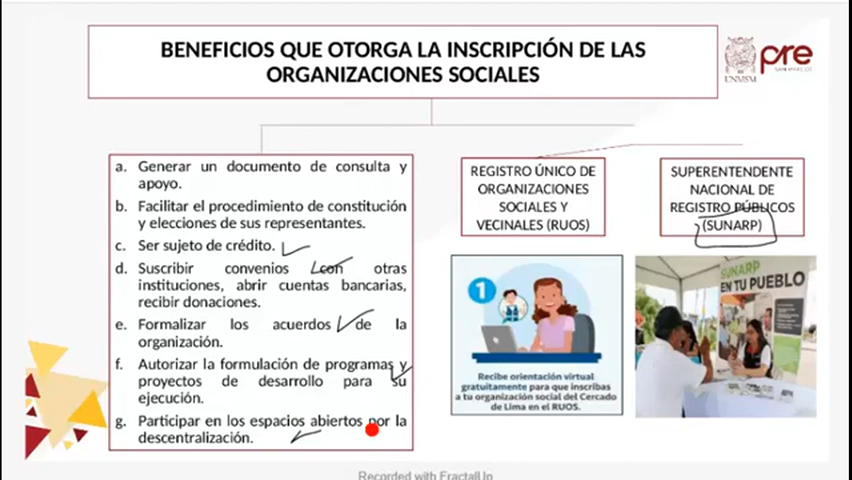 BENEFICIOS QUE OTORGA LA INSCRIPCIÓN DE LAS
ORGANIZACIONES SOCIALES
UNMSM
pre
SAN MARCOS
a. Generar un documento de consulta y
apoyo.
b. Facilitar el procedimiento de constitución
y elecciones de sus representantes.
c. Ser sujeto de crédito.
d. Suscribir convenios con otras
instituciones, abrir cuentas bancarias,
recibir donaciones.
e. Formalizar los acuerdos de la
organización.
f. Autorizar la formulación de programas y
proyectos de desarrollo para su
ejecución.
g. Participar en los espacios abiertos por la
descentralización.
REGISTRO ÚNICO DE
ORGANIZACIONES
SOCIALES Y
VECINALES (RUOS)
SUPERENTENDENTE
NACIONAL DE
REGISTRO PÚBLICOS
(SUNARP)
1
Recibe orientación virtual
gratuitamente para que inscribas
a tu organización social del Cercado
de Lima en el RUOS.
SUNARP
EN TU PUEBLO
Recorded with FractalUp